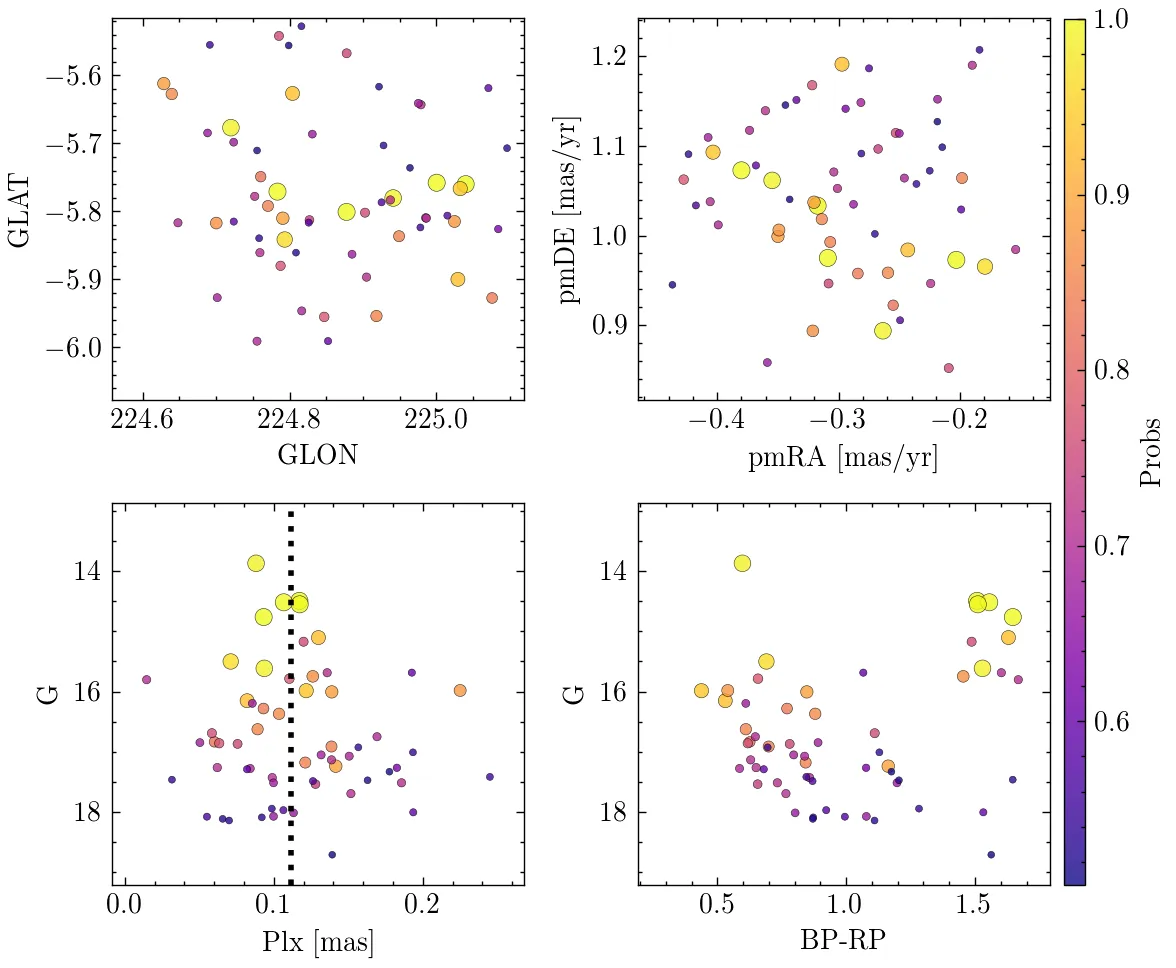 −5.6
−5.7
−5.8
−5.9
−6.0
GLAT
224.6 224.8 225.0
GLON
1.2
1.1
1.0
0.9
pmDE [mas/yr]
−0.4 −0.3 −0.2
pmRA [mas/yr]
1.0
0.9
0.8
0.7
0.6
Probs
14
16
18
G
0.0 0.1 0.2
Plx [mas]
14
16
18
G
0.5 1.0 1.5
BP-RP